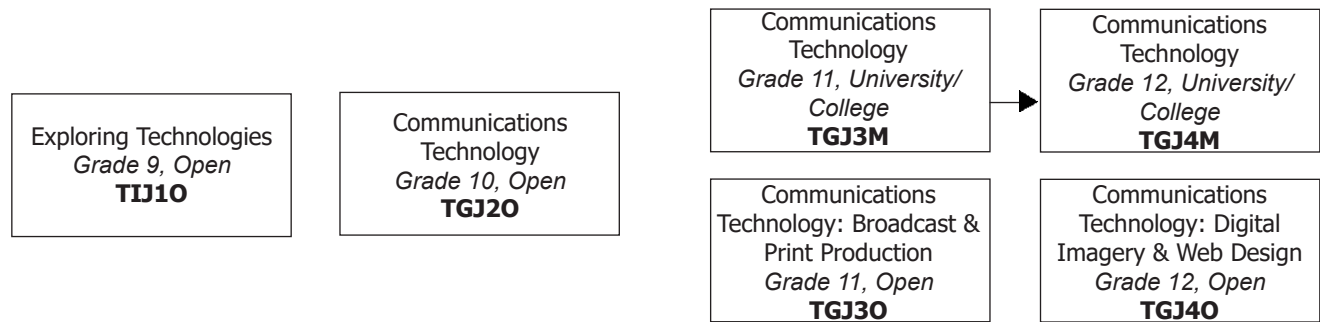 Exploring Technologies
Grade 9, Open
TIJ1O
Communications
Technology
Grade 10, Open
TGJ2O
Communications
Technology
Grade 11, University/
College
TGJ3M
Communications
Technology
Grade 12, University/
College
TGJ4M
Communications
Technology: Broadcast &
Print Production
Grade 11, Open
TGJ3O
Communications
Technology: Digital
Imagery & Web Design
Grade 12, Open
TGJ4O